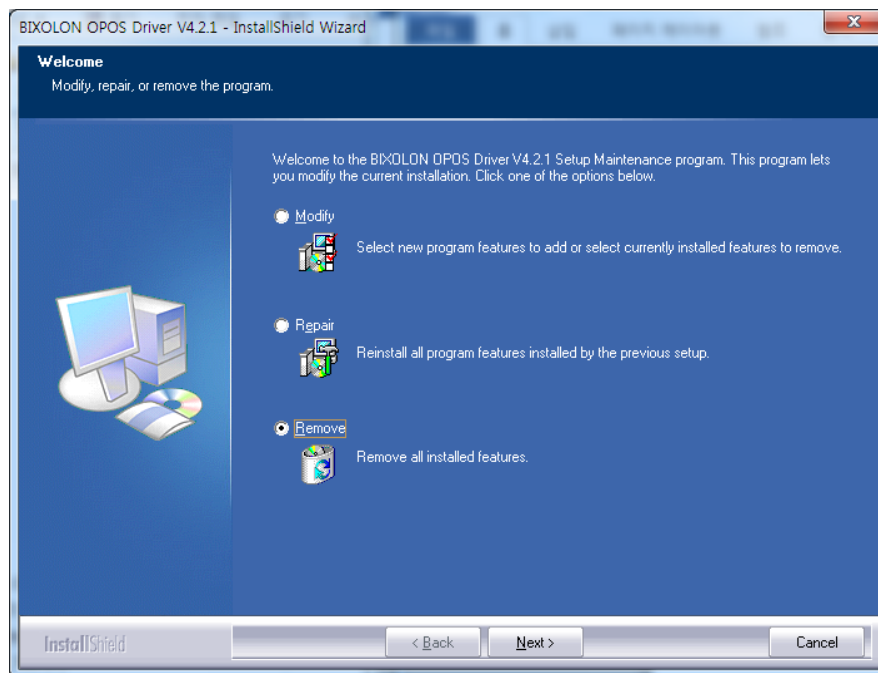 BIXOLON OPOS Driver V4.2.1 - InstallShield Wizard
Welcome
Modify, repair, or remove the program.
Welcome to the BIXOLON OPOS Driver V4.2.1 Setup Maintenance program. This program lets
you modify the current installation. Click one of the options below.
Modify
Select new program features to add or select currently installed features to remove.
Repair
Reinstall all program features installed by the previous setup.
Remove
Remove all installed features.
InstallShield
< Back
Next >
Cancel